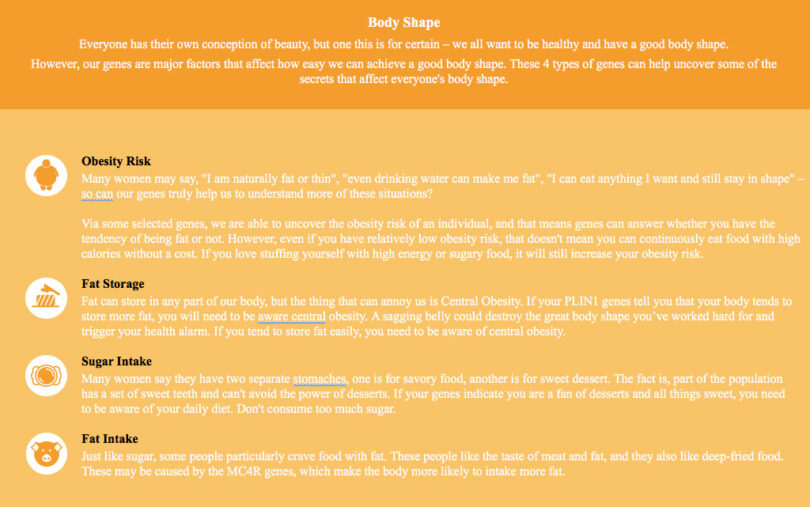 Body Shape
Everyone has their own conception of beauty, but one this is for certain – we all want to be healthy and have a good body shape.
However, our genes are major factors that affect how easy we can achieve a good body shape. These 4 types of genes can help uncover some of the
secrets that affect everyone's body shape.
Obesity Risk
Many women may say, "I am naturally fat or thin", "even drinking water can make me fat", "I can eat anything I want and still stay in shape" –
so can our genes truly help us to understand more of these situations?
Via some selected genes, we are able to uncover the obesity risk of an individual, and that means genes can answer whether you have the
tendency of being fat or not. However, even if you have relatively low obesity risk, that doesn't mean you can continuously eat food with high
calories without a cost. If you love stuffing yourself with high energy or sugary food, it will still increase your obesity risk.
Fat Storage
Fat can store in any part of our body, but the thing that can annoy us is Central Obesity. If your PLIN1 genes tell you that your body tends to
store more fat, you will need to be aware central obesity. A sagging belly could destroy the great body shape you’ve worked hard for and
trigger your health alarm. If you tend to store fat easily, you need to be aware of central obesity.
Sugar Intake
Many women say they have two separate stomaches, one is for savory food, another is for sweet dessert. The fact is, part of the population
has a set of sweet teeth and can't avoid the power of desserts. If your genes indicate you are a fan of desserts and all things sweet, you need
to be aware of your daily diet. Don't consume too much sugar.
Fat Intake
Just like sugar, some people particularly crave food with fat. These people like the taste of meat and fat, and they also like deep-fried food.
These may be caused by the MC4R genes, which make the body more likely to intake more fat.